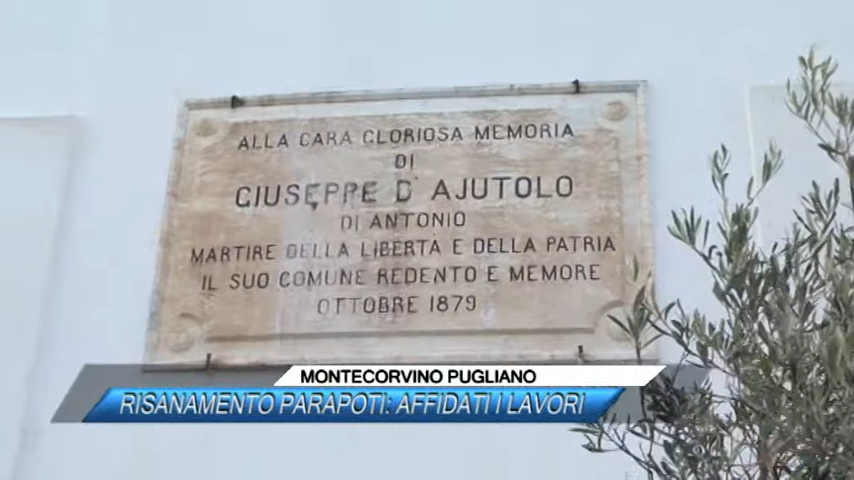 ALLA CARA GLORIOSA MEMORIA
DI
GIUSEPPE D'AJUTOLO
DI ANTONIO
MARTIRE DELLA LIBERTÀ E DELLA PATRIA
IL SUO COMUNE REDENTO E MEMORE
OTTOBRE 1879
MONTECORVINO PUGLIANO
RISANAMENTO PARAPOTI: AFFIDATI I LAVORI